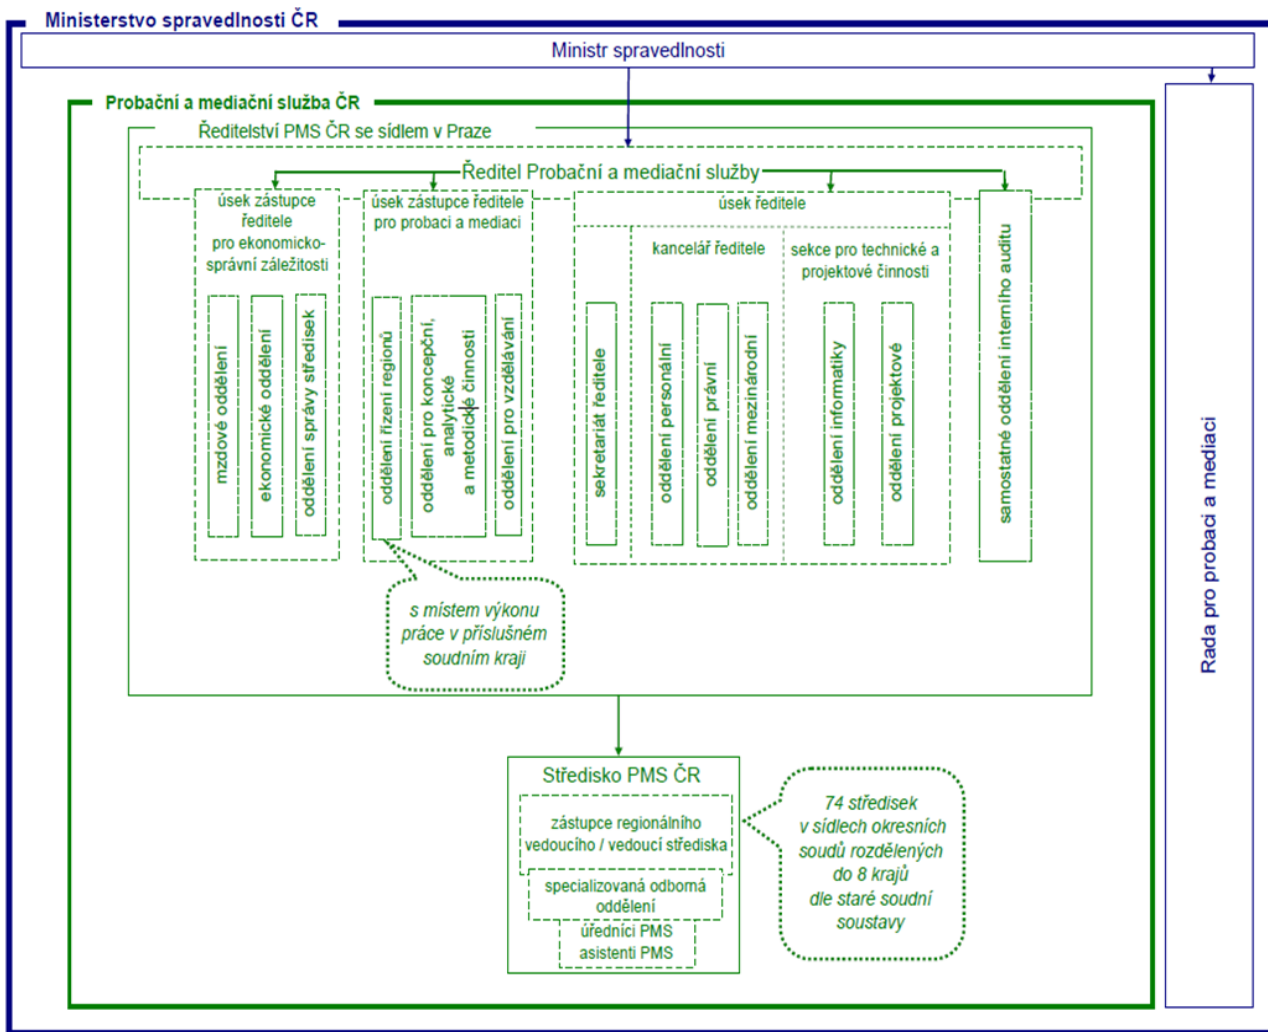 Ministerstvo spravedlnosti ČR
Ministr spravedlnosti
Probační a mediační služba ČR
Ředitelství PMS ČR se sídlem v Praze
Ředitel Probační a mediační služby
úsek zástupce
ředitele
pro ekonomicko-
správní záležitosti
mzdové oddělení
ekonomické oddělení
oddělení správy středisek
úsek zástupce ředitele
pro probaci a mediaci
oddělení řízení regionů
oddělení pro koncepční,
analytické
a metodické činnosti
oddělení pro vzdělávání
úsek ředitele
sekretariát ředitele
kancelář ředitele
oddělení personální
oddělení právní
oddělení mezinárodní
sekce pro technické a
projektové činnosti
oddělení informatiky
oddělení projektové
samostatné oddělení interního auditu
s místem výkonu
práce v příslušném
soudním kraji
Středisko PMS ČR
zástupce regionálního
vedoucího / vedoucí střediska
specializovaná odborná
oddělení
úředníci PMS
asistenti PMS
74 středisek
v sídlech okresních
soudů rozdělených
do 8 krajů
dle staré soudní
soustavy
Rada pro probaci a mediaci